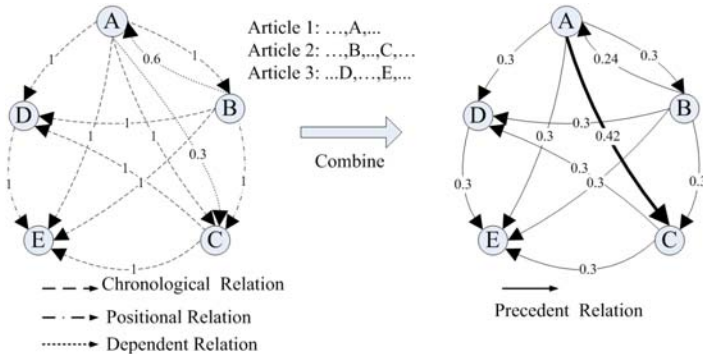 A
B
C
D
E
1
1
0.6
1
1
1
0.3
1
1
1
1
1
Article 1: …,A,...
Article 2: …,B,..,C,…
Article 3: ...D,…,E,...
Combine
A
B
C
D
E
0.3
0.3
0.24
0.3
0.3
0.42
0.3
0.3
0.3
0.3
0.3
Chronological Relation
Positional Relation
Dependent Relation
Precedent Relation